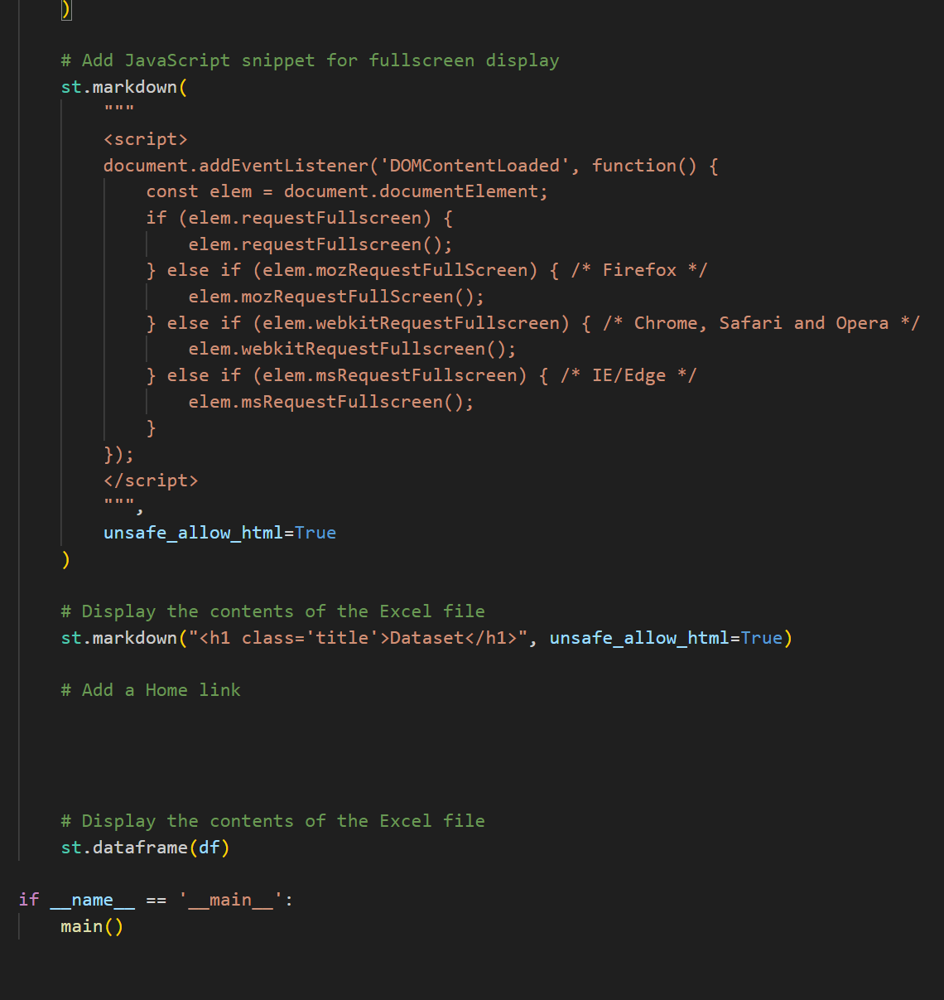 )
# Add JavaScript snippet for fullscreen display
st.markdown(
"""
<script>
document.addEventListener('DOMContentLoaded', function() {
const elem = document.documentElement;
if (elem.requestFullscreen) {
elem.requestFullscreen();
} else if (elem.mozRequestFullScreen) { /* Firefox */
elem.mozRequestFullScreen();
} else if (elem.webkitRequestFullscreen) { /* Chrome, Safari and Opera */
elem.webkitRequestFullscreen();
} else if (elem.msRequestFullscreen) { /* IE/Edge */
elem.msRequestFullscreen();
}
});
</script>
""",
unsafe_allow_html=True
)
# Display the contents of the Excel file
st.markdown("<h1 class='title'>Dataset</h1>", unsafe_allow_html=True)
# Add a Home link
# Display the contents of the Excel file
st.dataframe(df)
if __name__ == '__main__':
main()